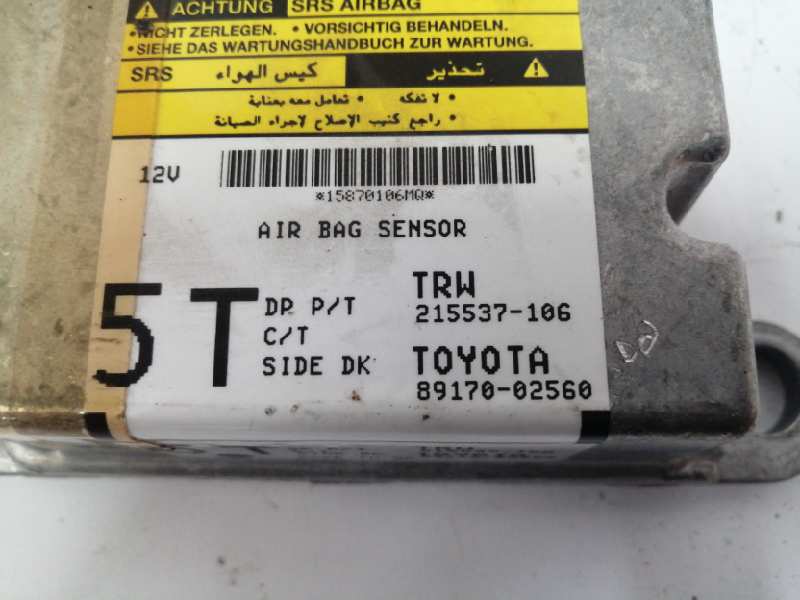 ACHTUNG SRS AIRBAG
•NICHT ZERLEGEN. •VORSICHTIG BEHANDELN.
•SIEHE DAS WARTUNGSHANDBUCH ZUR WARTUNG.
SRS كيس الهواء تحذير
• لا تفكه • تعامل معه بعناية
• راجع كتيب الإصلاح لاجراء الصيانة
12V
*15870106MQ*
AIR BAG SENSOR
5T
DP P/T TRW
C/T 215537-106
SIDE DK TOYOTA
89170-02560